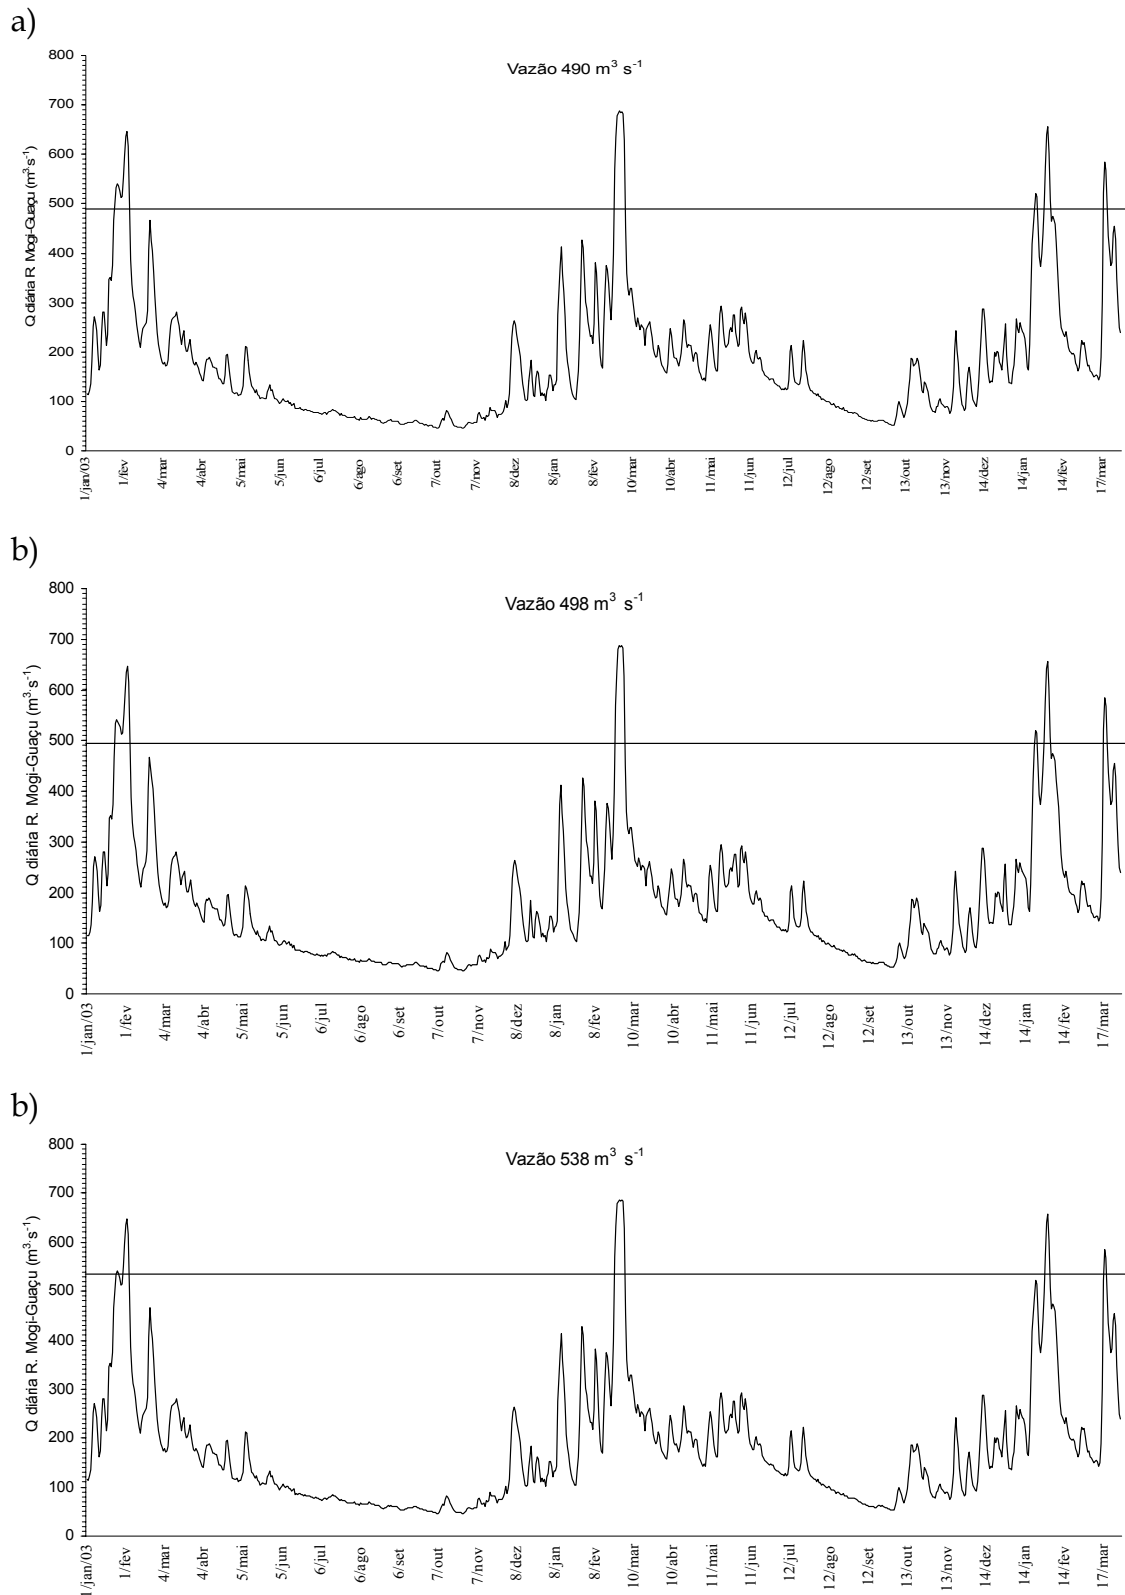 a)
Vazão 490 m³ s⁻¹
Q diária R. Mogi-Guaçu (m³·s⁻¹)
800
700
600
500
400
300
200
100
0
1/jan/03 1/fev 4/mar 4/abr 5/mai 5/jun 6/jul 6/ago 6/set 7/out 7/nov 8/dez 8/jan 8/fev 10/mar 10/abr 11/mai 11/jun 12/jul 12/ago 12/set 13/out 13/nov 14/dez 14/jan 14/fev 17/mar
b)
Vazão 498 m³ s⁻¹
Q diária R. Mogi-Guaçu (m³·s⁻¹)
800
700
600
500
400
300
200
100
0
1/jan/03 1/fev 4/mar 4/abr 5/mai 5/jun 6/jul 6/ago 6/set 7/out 7/nov 8/dez 8/jan 8/fev 10/mar 10/abr 11/mai 11/jun 12/jul 12/ago 12/set 13/out 13/nov 14/dez 14/jan 14/fev 17/mar
b)
Vazão 538 m³ s⁻¹
Q diária R. Mogi-Guaçu (m³·s⁻¹)
800
700
600
500
400
300
200
100
0
1/jan/03 1/fev 4/mar 4/abr 5/mai 5/jun 6/jul 6/ago 6/set 7/out 7/nov 8/dez 8/jan 8/fev 10/mar 10/abr 11/mai 11/jun 12/jul 12/ago 12/set 13/out 13/nov 14/dez 14/jan 14/fev 17/mar